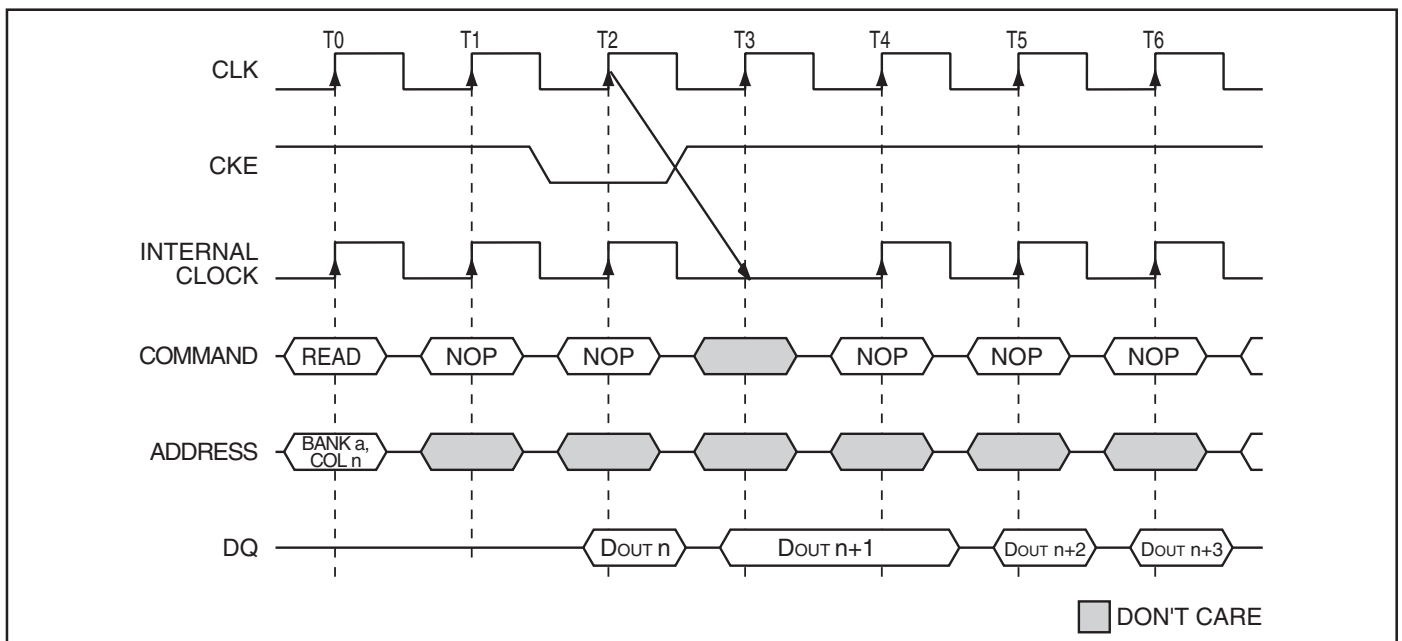 T0 T1 T2 T3 T4 T5 T6
CLK
CKE
INTERNAL
CLOCK
COMMAND READ NOP NOP NOP NOP NOP
ADDRESS BANK a,
COL n
DQ DOUT n DOUT n+1 DOUT n+2 DOUT n+3
DON'T CARE